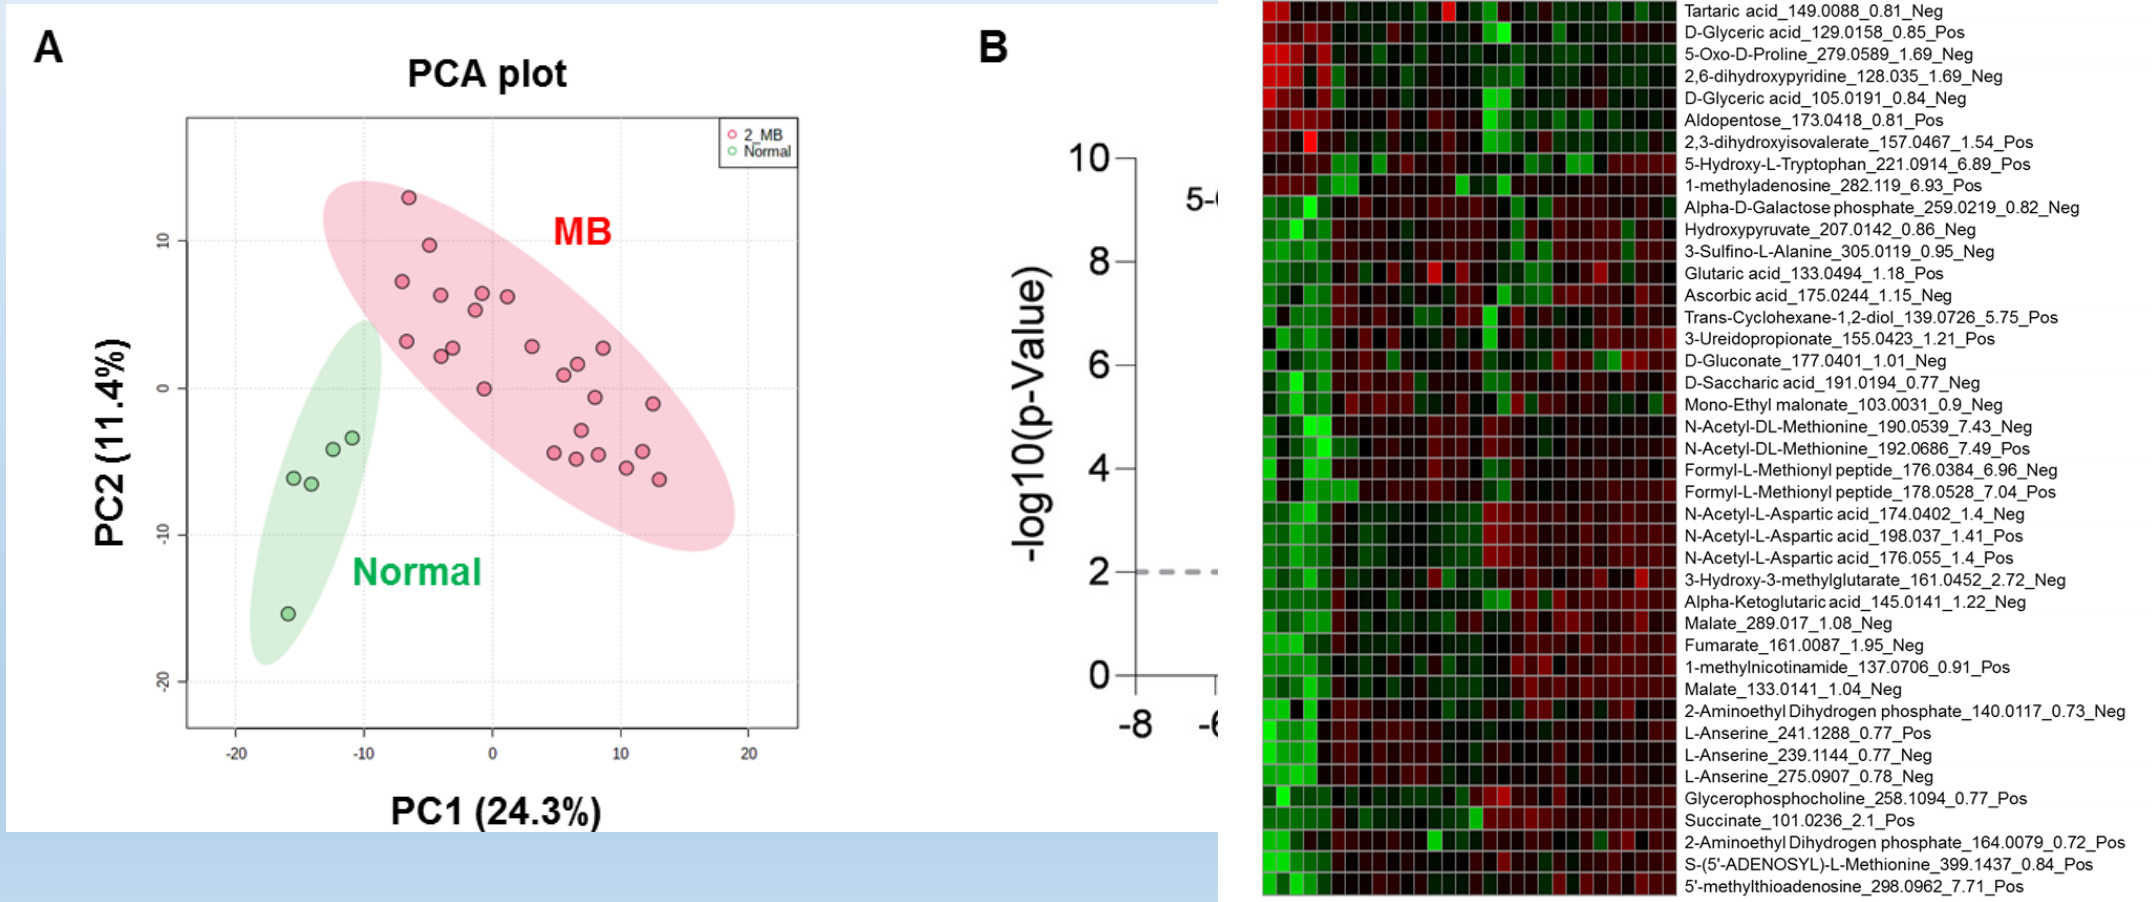 A
PCA plot
2_MB
Normal
MB
Normal
10
0
-10
-20
-20
-10
0
10
20
PC2 (11.4%)
PC1 (24.3%)
B
10
8
6
4
2
0
-8
-log10(p-Value)
Tartaric acid_149.0088_0.81_Neg
D-Glyceric acid_129.0158_0.85_Pos
5-Oxo-D-Proline_279.0589_1.69_Neg
2,6-dihydroxypyridine_128.035_1.69_Neg
D-Glyceric acid_105.0191_0.84_Neg
Aldopentose_173.0418_0.81_Pos
2,3-dihydroxyisovalerate_157.0467_1.54_Pos
5-Hydroxy-L-Tryptophan_221.0914_6.89_Pos
1-methyladenosine_282.119_6.93_Pos
Alpha-D-Galactose phosphate_259.0219_0.82_Neg
Hydroxypyruvate_207.0142_0.86_Neg
3-Sulfino-L-Alanine_305.0119_0.95_Neg
Glutaric acid_133.0494_1.18_Pos
Ascorbic acid_175.0244_1.15_Neg
Trans-Cyclohexane-1,2-diol_139.0726_5.75_Pos
3-Ureidopropionate_155.0423_1.21_Pos
D-Gluconate_177.0401_1.01_Neg
D-Saccharic acid_191.0194_0.77_Neg
Mono-Ethyl malonate_103.0031_0.9_Neg
N-Acetyl-DL-Methionine_190.0539_7.43_Neg
N-Acetyl-DL-Methionine_192.0686_7.49_Pos
Formyl-L-Methionyl peptide_176.0384_6.96_Neg
Formyl-L-Methionyl peptide_178.0528_7.04_Pos
N-Acetyl-L-Aspartic acid_174.0402_1.4_Neg
N-Acetyl-L-Aspartic acid_198.037_1.41_Pos
N-Acetyl-L-Aspartic acid_176.055_1.4_Pos
3-Hydroxy-3-methylglutarate_161.0452_2.72_Neg
Alpha-Ketoglutaric acid_145.0141_1.22_Neg
Malate_289.017_1.08_Neg
Fumarate_161.0087_1.95_Neg
1-methylnicotinamide_137.0706_0.91_Pos
Malate_133.0141_1.04_Neg
2-Aminoethyl Dihydrogen phosphate_140.0117_0.73_Neg
L-Anserine_241.1288_0.77_Pos
L-Anserine_239.1144_0.77_Neg
L-Anserine_275.0907_0.78_Neg
Glycerophosphocholine_258.1094_0.77_Pos
Succinate_101.0236_2.1_Pos
2-Aminoethyl Dihydrogen phosphate_164.0079_0.72_Pos
S-(5'-ADENOSYL)-L-Methionine_399.1437_0.84_Pos
5'-methylthioadenosine_298.0962_7.71_Pos